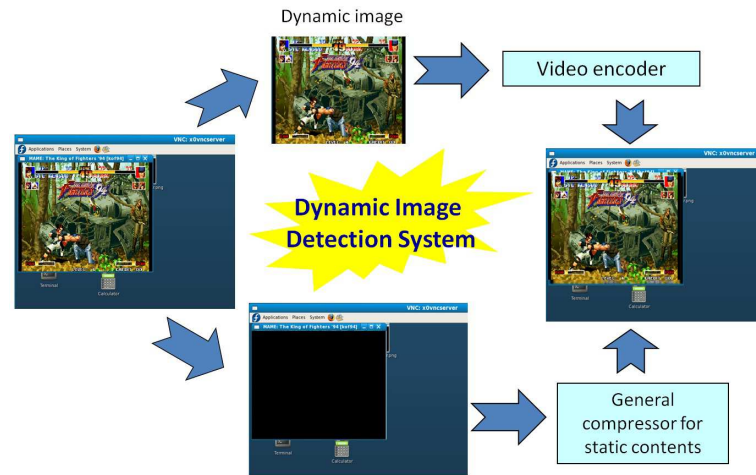 Dynamic image
Video encoder
VNC: x0vncserver
Applications Places System
MAME: The King of Fighters '94 [kof94]
94
Terminal
Calculator
Dynamic Image
Detection System
VNC: x0vncserver
Applications Places System
94
Terminal
Calculator
VNC: x0vncserver
Applications Places System
MAME: The King of Fighters '94 [kof94]
Terminal
Calculator
General
compressor for
static contents